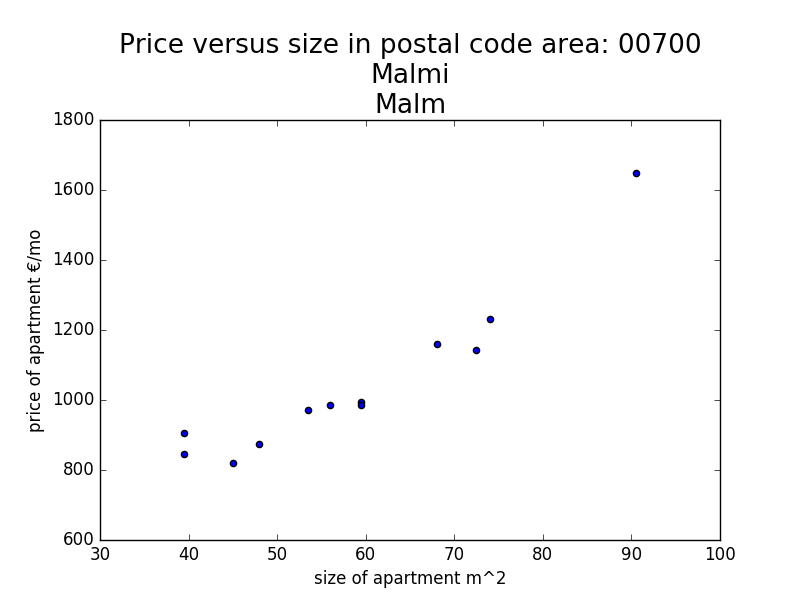 Price versus size in postal code area: 00700
Malmi
Malm
1800
1600
1400
1200
1000
800
600
price of apartment €/mo
30 40 50 60 70 80 90 100
size of apartment m^2